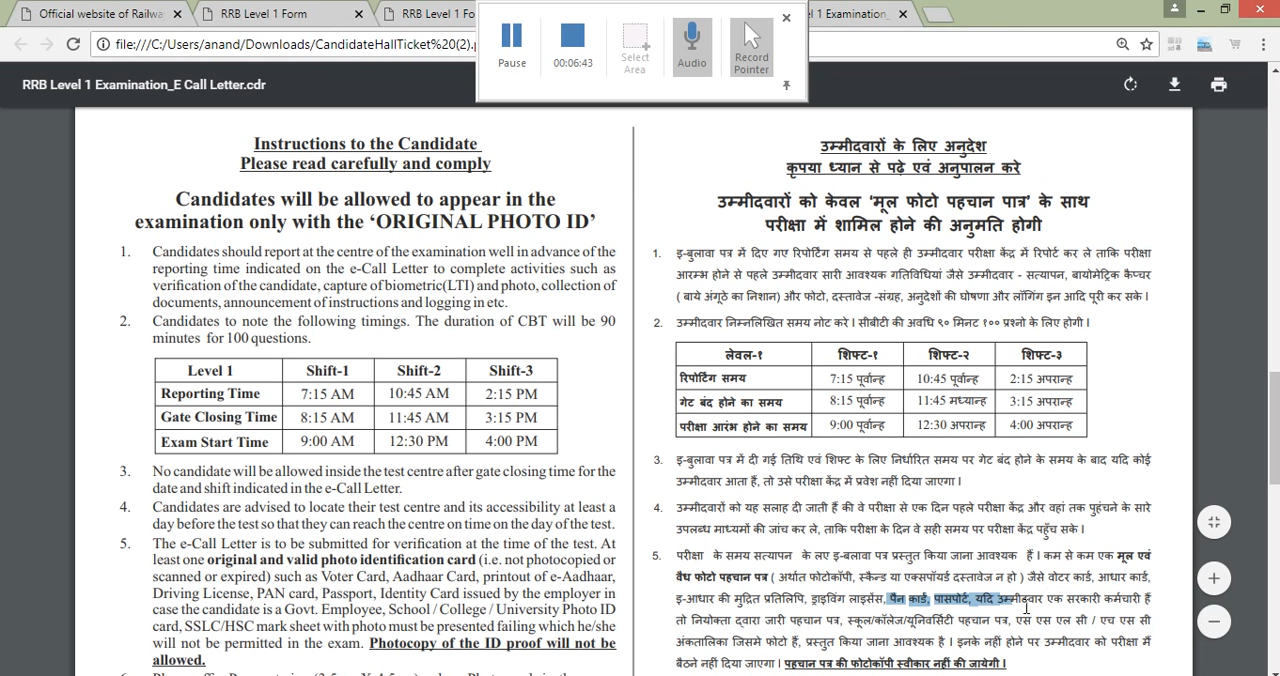 Official website of Railwa
RRB Level 1 Form
RRB Level 1 Fo
l 1 Examination_
file:///C:/Users/anand/Downloads/CandidateHallTicket%20(2).p
Pause
00:06:43
Select
Area
Audio
Record
Pointer
RRB Level 1 Examination_E Call Letter.cdr
Instructions to the Candidate
Please read carefully and comply
Candidates will be allowed to appear in the
examination only with the ‘ORIGINAL PHOTO ID’
1. Candidates should report at the centre of the examination well in advance of the
reporting time indicated on the e-Call Letter to complete activities such as
verification of the candidate, capture of biometric(LTI) and photo, collection of
documents, announcement of instructions and logging in etc.
2. Candidates to note the following timings. The duration of CBT will be 90
minutes for 100 questions.
Level 1 Shift-1 Shift-2 Shift-3
Reporting Time 7:15 AM 10:45 AM 2:15 PM
Gate Closing Time 8:15 AM 11:45 AM 3:15 PM
Exam Start Time 9:00 AM 12:30 PM 4:00 PM
3. No candidate will be allowed inside the test centre after gate closing time for the
date and shift indicated in the e-Call Letter.
4. Candidates are advised to locate their test centre and its accessibility at least a
day before the test so that they can reach the centre on time on the day of the test.
5. The e-Call Letter is to be submitted for verification at the time of the test. At
least one original and valid photo identification card (i.e. not photocopied or
scanned or expired) such as Voter Card, Aadhaar Card, printout of e-Aadhaar,
Driving License, PAN card, Passport, Identity Card issued by the employer in
case the candidate is a Govt. Employee, School / College / University Photo ID
card,SSLC/HSC mark sheet with photo must be presented failing which he/she
will not be permitted in the exam. Photocopy of the ID proof will not be
allowed.
उम्मीदवारों के लिए अनुदेश
कृपया ध्यान से पढ़े एवं अनुपालन करे
उम्मीदवारों को केवल ‘मूल फोटो पहचान पात्र’ के साथ
परीक्षा में शामिल होने की अनुमति होगी
1. इ-बुलावा पत्र में दिए गए रिपोर्टिंग समय से पहले ही उम्मीदवार परीक्षा केंद्र में रिपोर्ट कर ले ताकि परीक्षा
आरम्भ होने से पहले उम्मीदवार सारी आवश्यक गतिविधियां जैसे उम्मीदवार - सत्यापन, बायोमेट्रिक कैप्चर
( बाये अंगूठे का निशान) और फोटो, दस्तावेज -संग्रह, अनुदेशों की घोषणा और लॉगिंग इन आदि पूरी कर सके ।
2. उम्मीदवार निम्नलिखित समय नोट करे । सीबीटी की अवधि ९० मिनट १०० प्रश्नो के लिए होगी ।
लेवल-१ शिफ्ट-१ शिफ्ट-२ शिफ्ट-३
रिपोर्टिंग समय 7:15 पूर्वान्ह 10:45 पूर्वान्ह 2:15 अपरान्ह
गेट बंद होने का समय 8:15 पूर्वान्ह 11:45 मध्यान्ह 3:15 अपरान्ह
परीक्षा आरंभ होने का समय 9:00 पूर्वान्ह 12:30 अपरान्ह 4:00 अपरान्ह
3. इ-बुलावा पत्र में दी गई तिथि एवं शिफ्ट के लिए निर्धारित समय पर गेट बंद होने के समय के बाद यदि कोई
उम्मीदवार आता हैं, तो उसे परीक्षा केंद्र में प्रवेश नहीं दिया जाएगा ।
4. उम्मीदवारों को यह सलाह दी जाती हैं की वे परीक्षा से एक दिन पहले परीक्षा केंद्र और वहां तक पुहंचने के सारे
उपलब्ध माध्यमों की जांच कर ले, ताकि परीक्षा के दिन वे सही समय पर परीक्षा केंद्र पहुँच सके ।
5. परीक्षा के समय सत्यापन के लए इ-बलावा पत्र प्रस्तुत किया जाना आवश्यक हैं । कम से कम एक मूल एवं
वैध फोटो पहचान पत्र ( अर्थात फोटोकॉपी, स्कैन्ड या एक्सपॉयर्ड दस्तावेज न हो ) जैसे वोटर कार्ड, आधार कार्ड,
इ-आधार की मुद्रित प्रतिलिपि, ड्राइविंग लाइसेंस, पैन कार्ड, पासपोर्ट, यदि उम्मीदवार एक सरकारी कर्मचारी हैं
तो नियोक्ता दवारा जारी पहचान पत्र, स्कूल/कॉलेज/यूनिवर्सिटी पहचान पत्र, एस एस एल सी / एच एस सी
अंकतालिका जिसमे फोटो हैं, प्रस्तुत किया जाना आवश्यक है । इनके नहीं होने पर उम्मीदवार को परीक्षा में
बैठने नहीं दिया जाएगा । पहचान पत्र की फोटोकॉपी स्वीकार नहीं की जायेगी ।